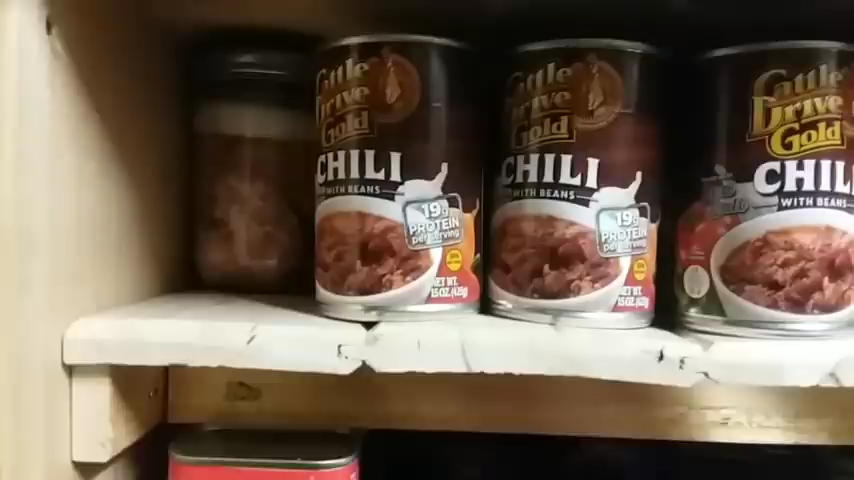 Cattle
Drive
Gold
CHILI
WITH BEANS
19g
PROTEIN
per serving
NET WT.
15 OZ. (425g)
Cattle
Drive
Gold
CHILI
WITH BEANS
19g
PROTEIN
per serving
NET WT.
15 OZ. (425g)
Cattle
Drive
Gold
CHILI
WITH BEANS